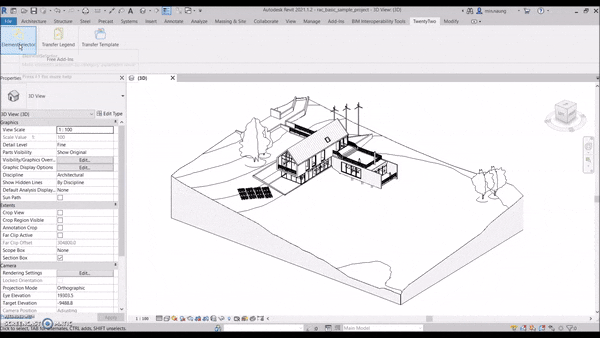 Autodesk Revit 2021.1.2 - rac_basic_sample_project - 3D View: {3D}
File Architecture Structure Steel Precast Systems Insert Annotate Analyze Massing & Site Collaborate View Manage Add-Ins BIM Interoperability Tools TwentyTwo Modify
ElementSelector Transfer Legend Transfer Template
Free Add-ins
Properties
{3D}
3D View
3D View: {3D}
Edit Type
Graphics
View Scale 1 : 100
Scale Value 1: 100
Detail Level Fine
Parts Visibility Show Original
Visibility/Graphics Over... Edit...
Graphic Display Options Edit...
Discipline Architectural
Show Hidden Lines By Discipline
Default Analysis Display... None
Sun Path
Extents
Crop View
Crop Region Visible
Annotation Crop
Far Clip Active
Far Clip Offset 304800.0
Scope Box None
Section Box
Camera
Rendering Settings Edit...
Locked Orientation
Projection Mode Orthographic
Eye Elevation 19303.5
Target Elevation -9488.8
Camera Position Adjusting
1 : 100
SCREENCAST-O-MATIC
Click to select, TAB for alternates, CTRL adds, SHIFT unselects.
Main Model